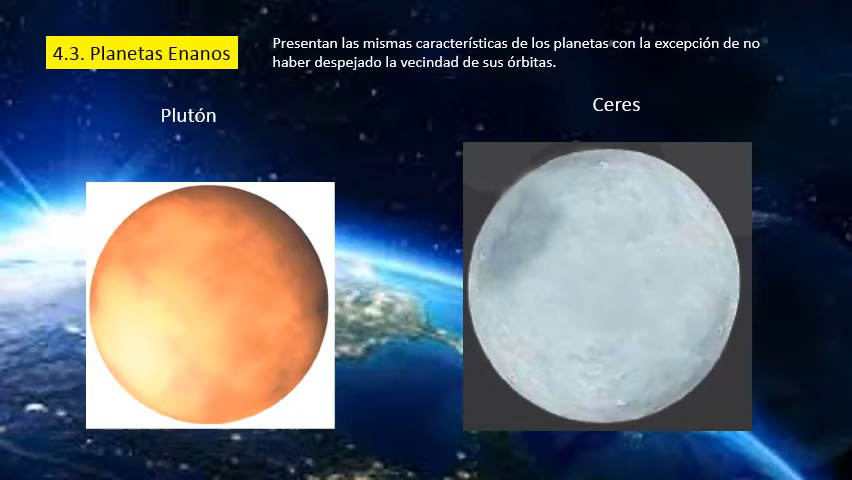 4.3. Planetas Enanos
Presentan las mismas características de los planetas con la excepción de no
haber despejado la vecindad de sus órbitas.
Plutón
Ceres